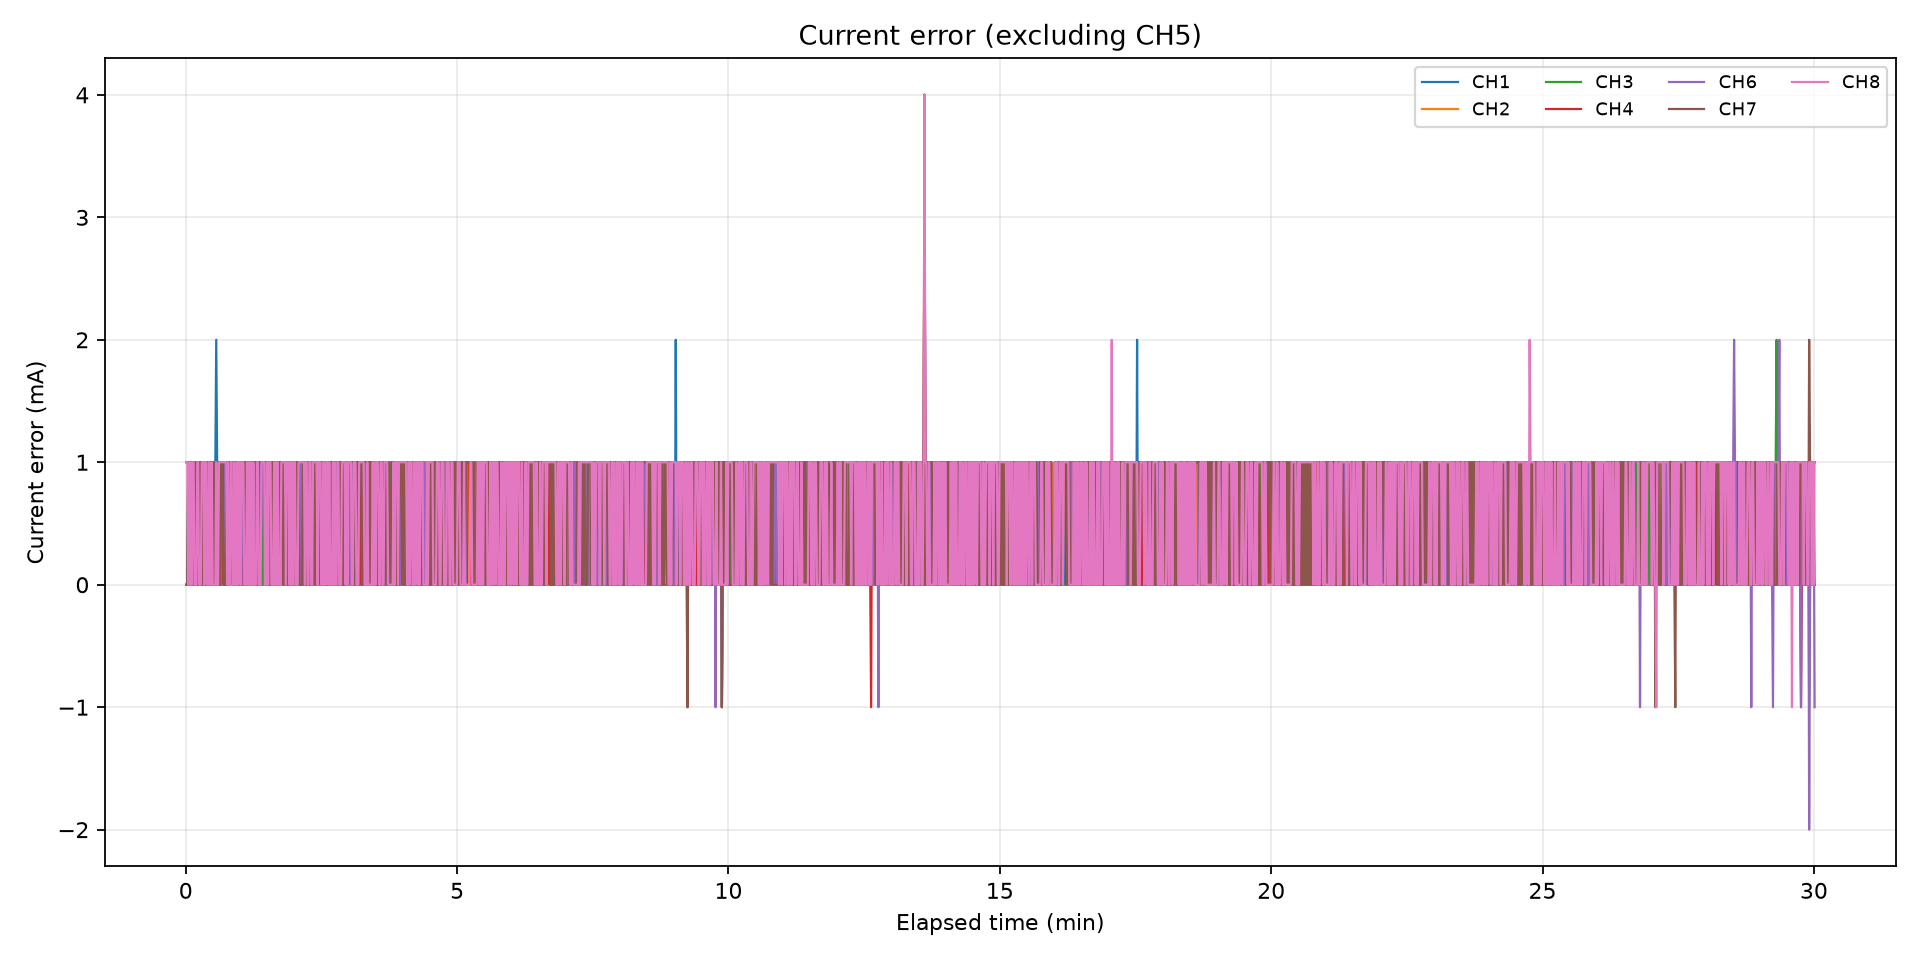 Current error (excluding CH5)
CH1 CH3 CH6 CH8
CH2 CH4 CH7
4
3
2
1
0
−1
−2
Current error (mA)
0 5 10 15 20 25 30
Elapsed time (min)